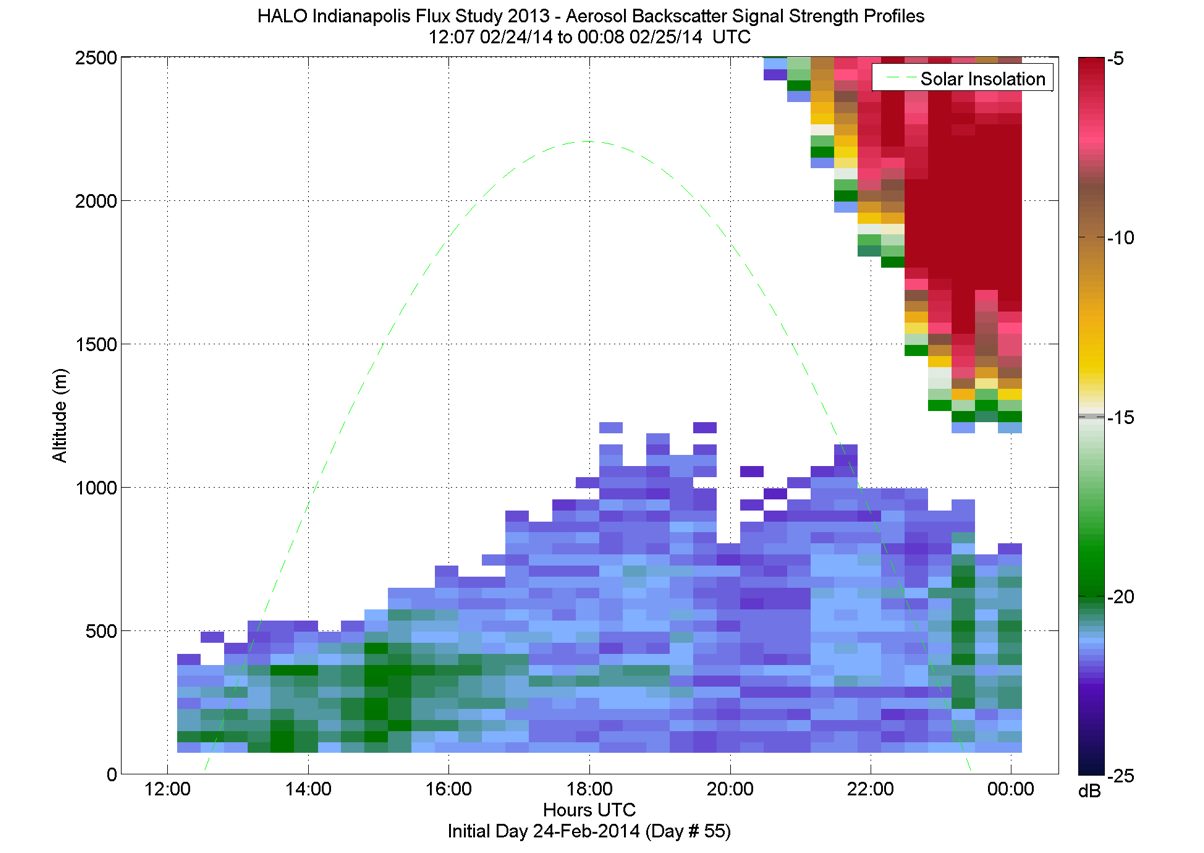 HALO Indianapolis Flux Study 2013 - Aerosol Backscatter Signal Strength Profiles
12:07 02/24/14 to 00:08 02/25/14 UTC
2500
2000
1500
1000
500
0
Altitude (m)
Solar Insolation
-5
-10
-15
-20
-25
dB
12:00
14:00
16:00
18:00
20:00
22:00
00:00
Hours UTC
Initial Day 24-Feb-2014 (Day # 55)